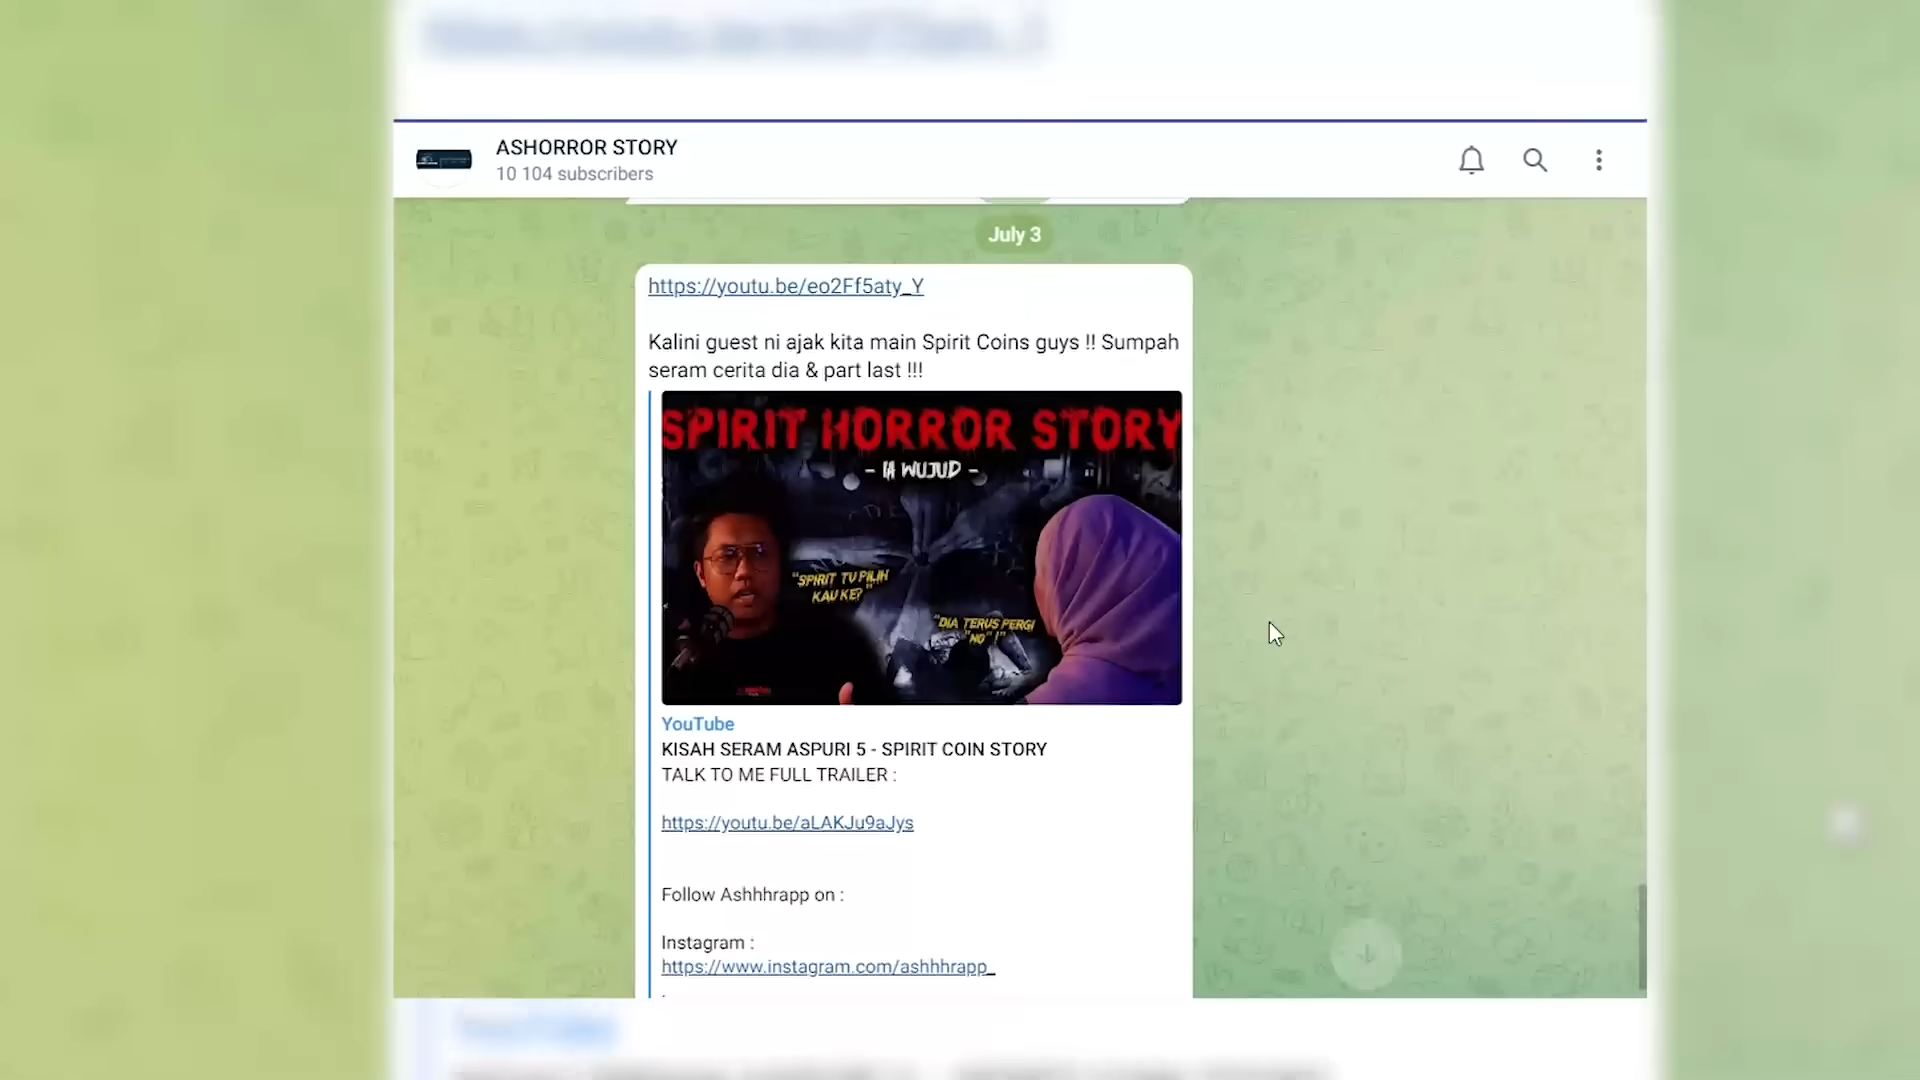 ASHORROR STORY
10 104 subscribers
July 3
https://youtu.be/eo2Ff5aty_Y
Kalini guest ni ajak kita main Spirit Coins guys !! Sumpah
seram cerita dia & part last !!!
SPIRIT HORROR STORY
- IA WUJUD -
"SPIRIT TU PILIH
KAU KE?"
"DIA TERUS PERGI
"NO" !"
YouTube
KISAH SERAM ASPURI 5 - SPIRIT COIN STORY
TALK TO ME FULL TRAILER :
https://youtu.be/aLAKJu9aJys
Follow Ashhhrapp on :
Instagram :
https://www.instagram.com/ashhhrapp_